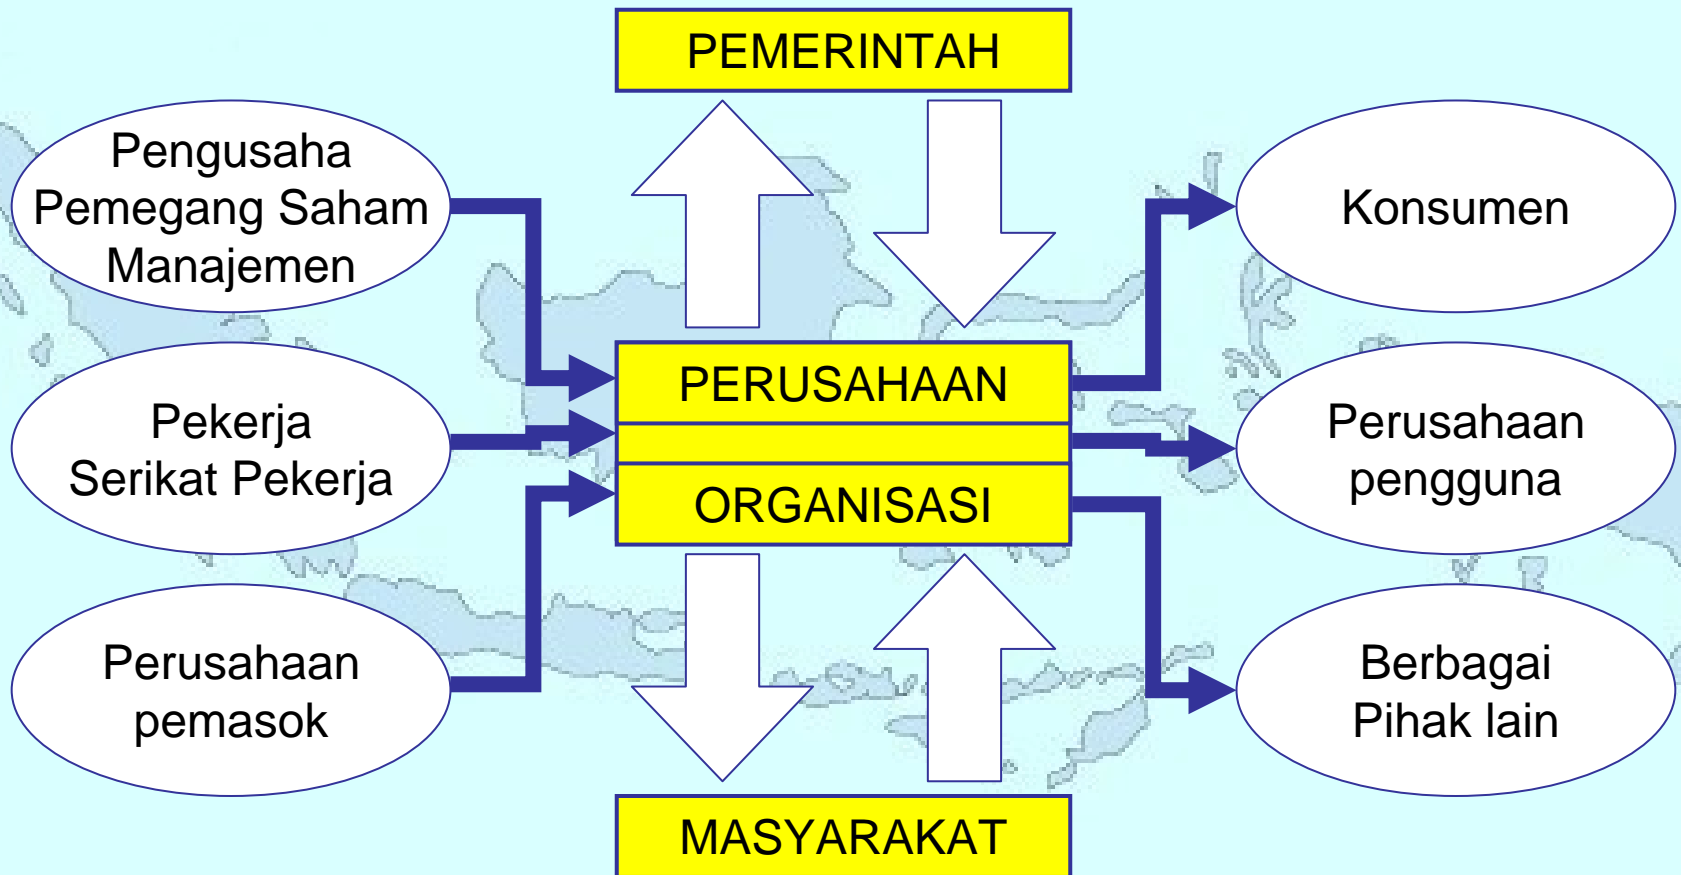 PEMERINTAH
Pengusaha
Pemegang Saham
Manajemen
Konsumen
PERUSAHAAN
Pekerja
Serikat Pekerja
Perusahaan
pengguna
ORGANISASI
Perusahaan
pemasok
Berbagai
Pihak lain
MASYARAKAT